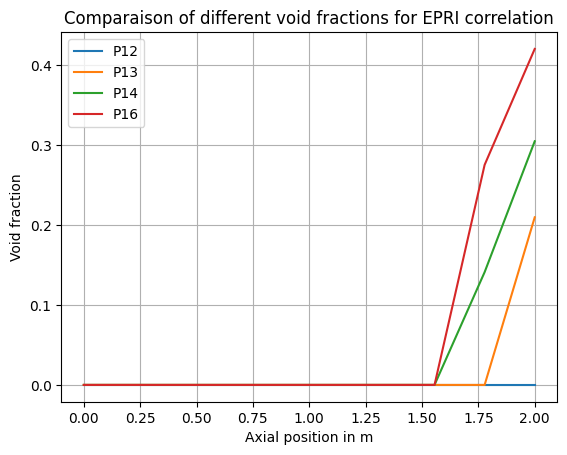 Comparaison of different void fractions for EPRI correlation
P12
P13
P14
P16
Void fraction
0.4
0.3
0.2
0.1
0.0
0.00 0.25 0.50 0.75 1.00 1.25 1.50 1.75 2.00
Axial position in m